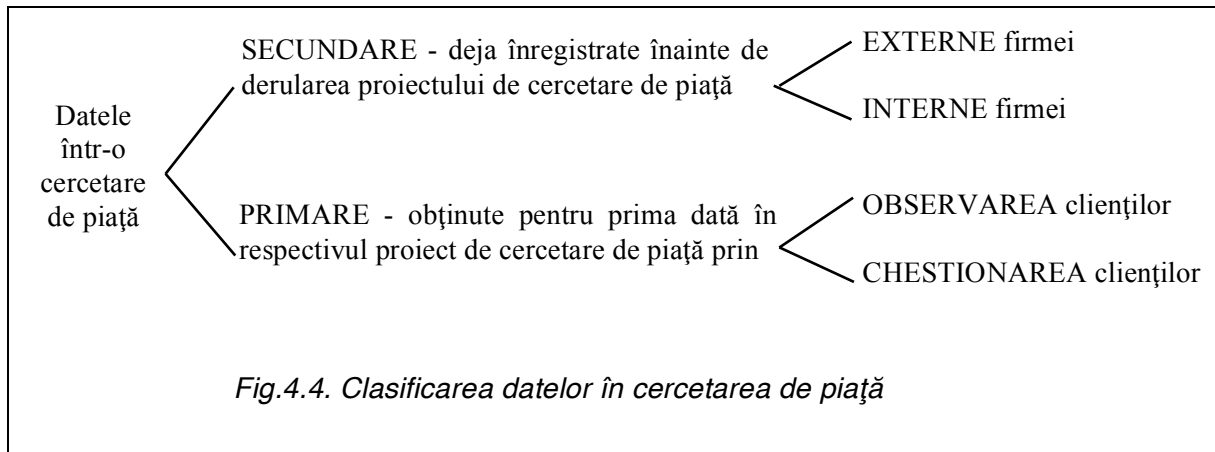 Datele
într-o
cercetare
de piaţă
SECUNDARE - deja înregistrate înainte de
derularea proiectului de cercetare de piaţă
EXTERNE firmei
INTERNE firmei
PRIMARE - obţinute pentru prima dată în
respectivul proiect de cercetare de piaţă prin
OBSERVAREA clienţilor
CHESTIONAREA clienţilor
Fig.4.4. Clasificarea datelor în cercetarea de piaţă